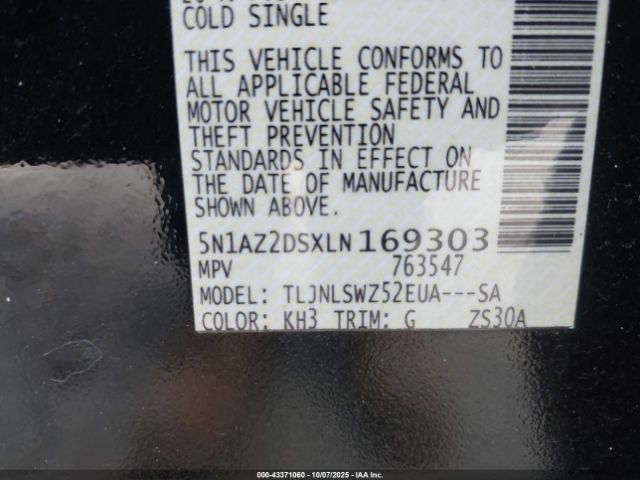 COLD SINGLE
THIS VEHICLE CONFORMS TO
ALL APPLICABLE FEDERAL
MOTOR VEHICLE SAFETY AND
THEFT PREVENTION
STANDARDS IN EFFECT ON
THE DATE OF MANUFACTURE
SHOWN ABOVE.
5N1AZ2DSXLN 169303
MPV 763547
MODEL: TLJNLSWZ52EUA---SA
COLOR: KH3 TRIM: G ZS30A
000-43371060 - 10/07/2025 - IAA Inc.